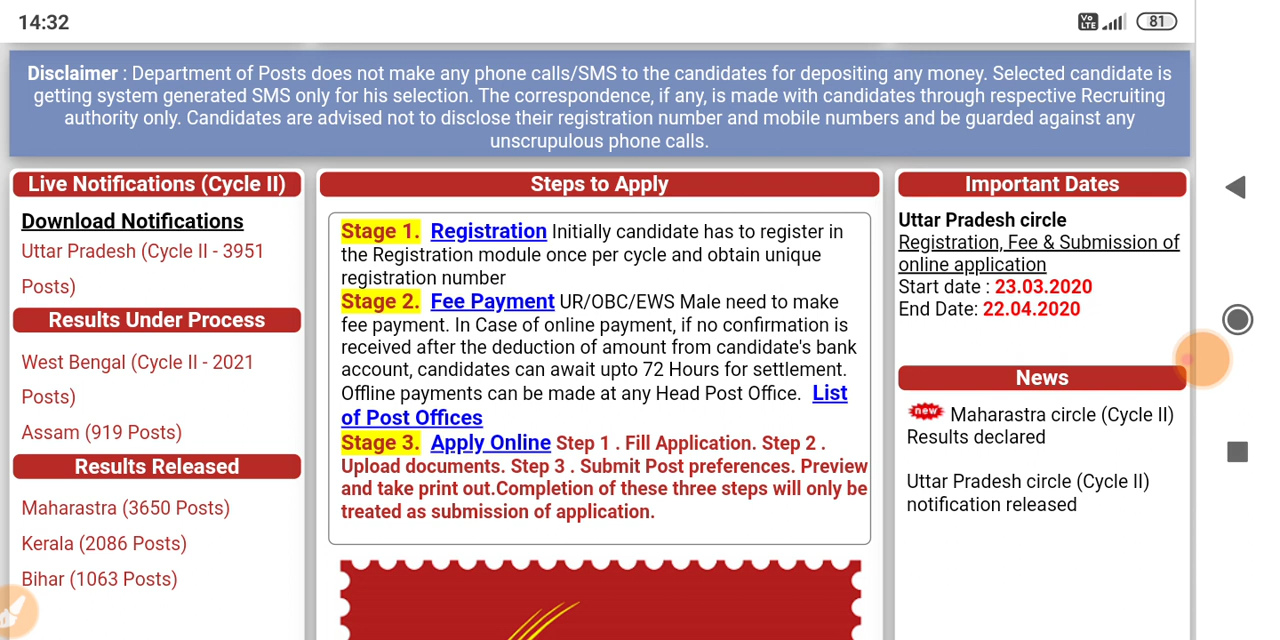 14:32
Vo LTE
81
Disclaimer : Department of Posts does not make any phone calls/SMS to the candidates for depositing any money. Selected candidate is
getting system generated SMS only for his selection. The correspondence, if any, is made with candidates through respective Recruiting
authority only. Candidates are advised not to disclose their registration number and mobile numbers and be guarded against any
unscrupulous phone calls.
Live Notifications (Cycle II)
Download Notifications
Uttar Pradesh (Cycle II - 3951
Posts)
Results Under Process
West Bengal (Cycle II - 2021
Posts)
Assam (919 Posts)
Results Released
Maharastra (3650 Posts)
Kerala (2086 Posts)
Bihar (1063 Posts)
Steps to Apply
Stage 1. Registration Initially candidate has to register in
the Registration module once per cycle and obtain unique
registration number
Stage 2. Fee Payment UR/OBC/EWS Male need to make
fee payment. In Case of online payment, if no confirmation is
received after the deduction of amount from candidate's bank
account, candidates can await upto 72 Hours for settlement.
Offline payments can be made at any Head Post Office. List
of Post Offices
Stage 3. Apply Online Step 1 . Fill Application. Step 2 .
Upload documents. Step 3 . Submit Post preferences. Preview
and take print out.Completion of these three steps will only be
treated as submission of application.
Important Dates
Uttar Pradesh circle
Registration, Fee & Submission of
online application
Start date : 23.03.2020
End Date: 22.04.2020
News
new Maharastra circle (Cycle II)
Results declared
Uttar Pradesh circle (Cycle II)
notification released